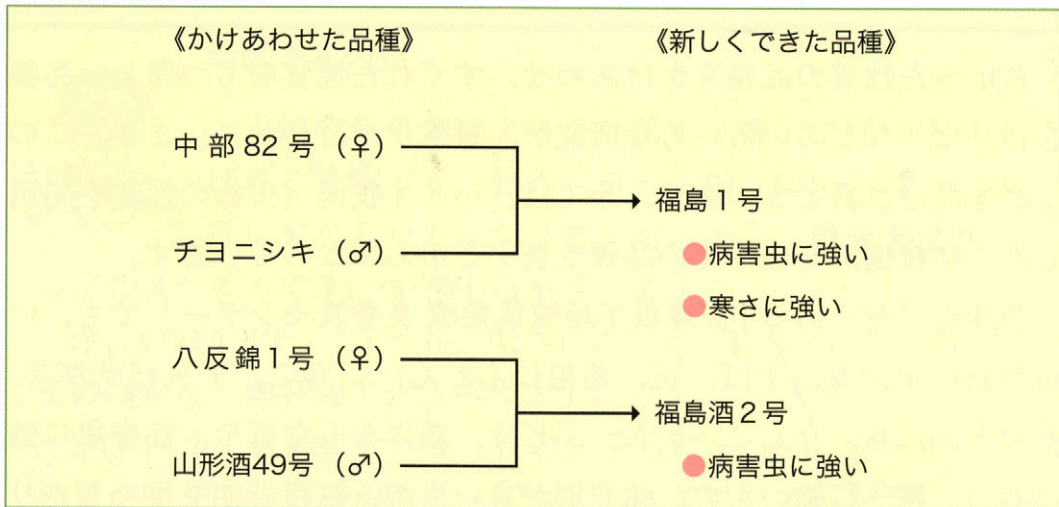 《かけあわせた品種》 《新しくできた品種》
中部82号（♀）
福島1号
チヨニシキ（♂）
●病害虫に強い
●寒さに強い
八反錦1号（♀）
福島酒2号
山形酒49号（♂）
●病害虫に強い